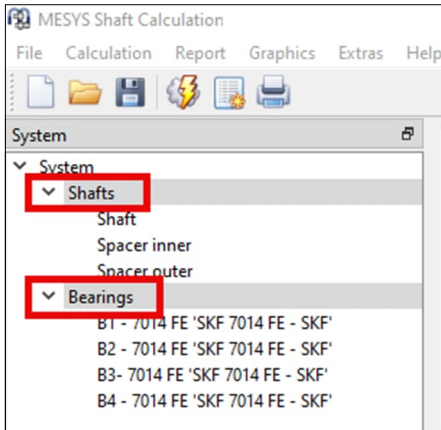 MESYS Shaft Calculation
File Calculation Report Graphics Extras Help
System
System
Shafts
Shaft
Spacer inner
Spacer outer
Bearings
B1 - 7014 FE 'SKF 7014 FE - SKF'
B2 - 7014 FE 'SKF 7014 FE - SKF'
B3- 7014 FE 'SKF 7014 FE - SKF'
B4 - 7014 FE 'SKF 7014 FE - SKF'